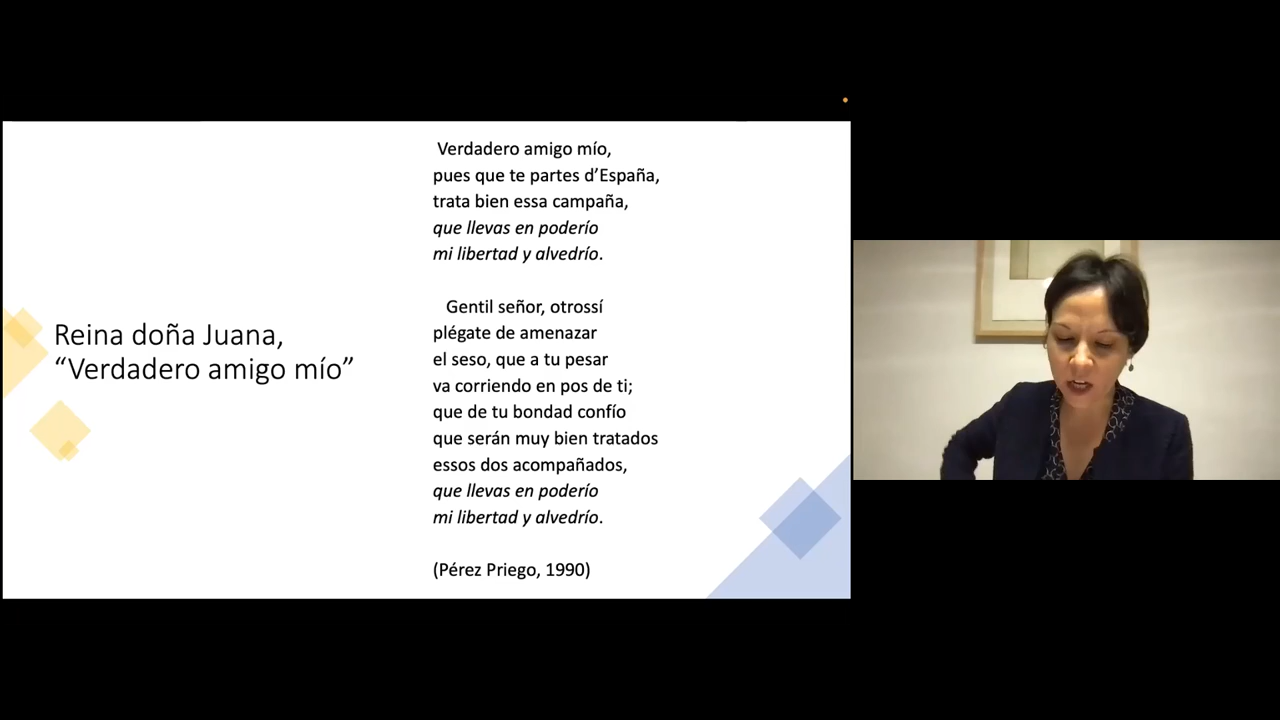 Reina doña Juana,
“Verdadero amigo mío”
Verdadero amigo mío,
pues que te partes d’España,
trata bien essa campaña,
que llevas en poderío
mi libertad y alvedrío.
Gentil señor, otrossí
plégate de amenazar
el seso, que a tu pesar
va corriendo en pos de ti;
que de tu bondad confío
que serán muy bien tratados
essos dos acompañados,
que llevas en poderío
mi libertad y alvedrío.
(Pérez Priego, 1990)